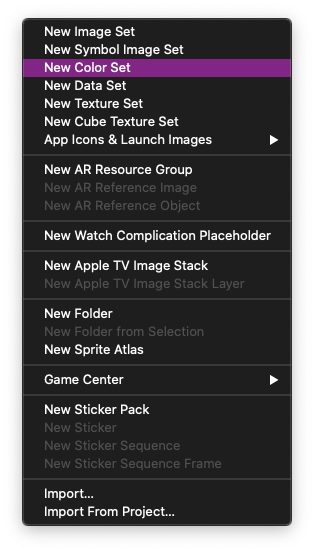 New Image Set
New Symbol Image Set
New Color Set
New Data Set
New Texture Set
New Cube Texture Set
App Icons & Launch Images
New AR Resource Group
New AR Reference Image
New AR Reference Object
New Watch Complication Placeholder
New Apple TV Image Stack
New Apple TV Image Stack Layer
New Folder
New Folder from Selection
New Sprite Atlas
Game Center
New Sticker Pack
New Sticker
New Sticker Sequence
New Sticker Sequence Frame
Import...
Import From Project...